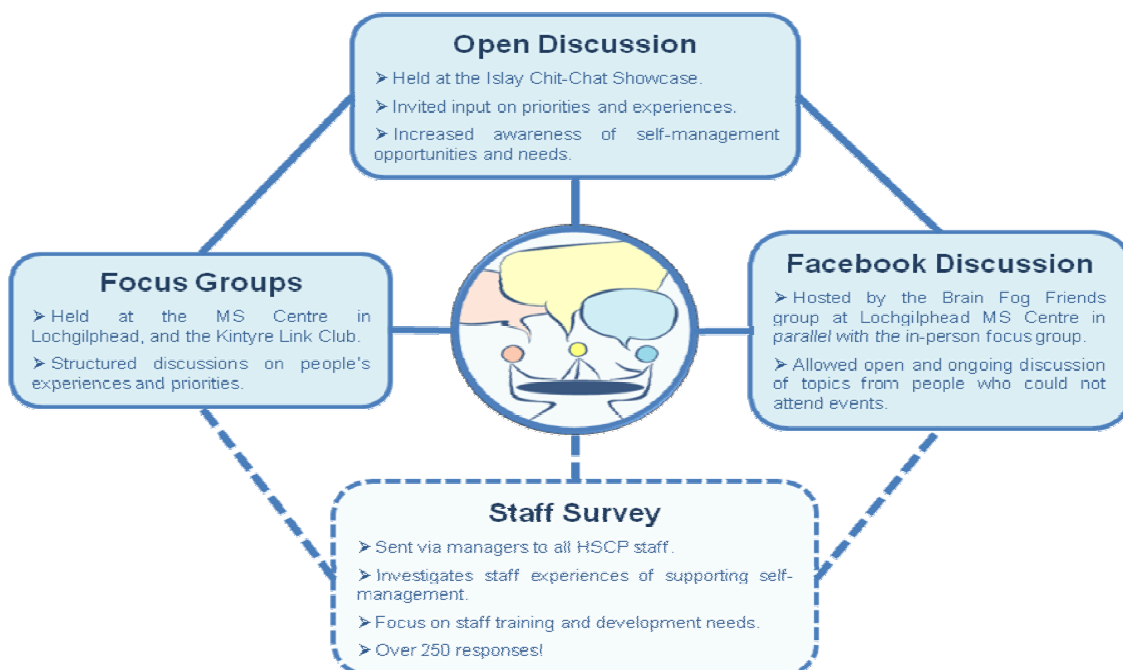 Open Discussion
➤ Held at the Islay Chit-Chat Showcase.
➤ Invited input on priorities and experiences.
➤ Increased awareness of self-management
opportunities and needs.
Focus Groups
➤ Held at the MS Centre in
Lochgilphead, and the Kintyre Link Club.
➤ Structured discussions on people's
experiences and priorities.
Facebook Discussion
➤ Hosted by the Brain Fog Friends
group at Lochgilphead MS Centre in
parallel with the in-person focus group.
➤ Allowed open and ongoing discussion
of topics from people who could not
attend events.
Staff Survey
➤ Sent via managers to all HSCP staff.
➤ Investigates staff experiences of supporting self-
management.
➤ Focus on staff training and development needs.
➤ Over 250 responses!